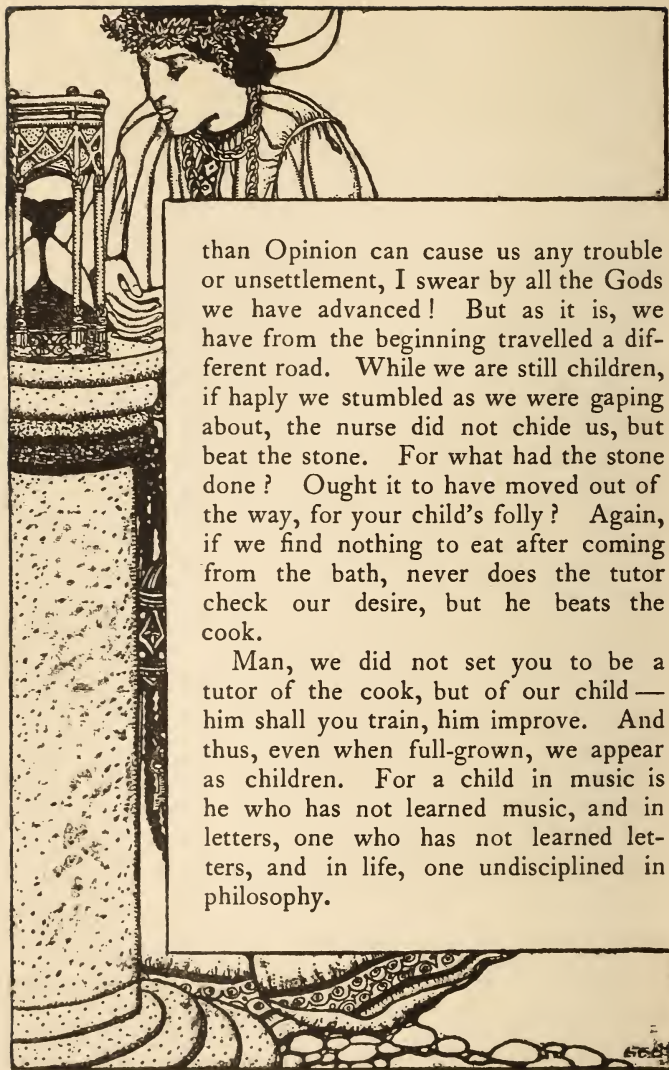 than Opinion can cause us any trouble
or unsettlement, I swear by all the Gods
we have advanced! But as it is, we
have from the beginning travelled a dif-
ferent road. While we are still children,
if haply we stumbled as we were gaping
about, the nurse did not chide us, but
beat the stone. For what had the stone
done? Ought it to have moved out of
the way, for your child's folly? Again,
if we find nothing to eat after coming
from the bath, never does the tutor
check our desire, but he beats the
cook.
Man, we did not set you to be a
tutor of the cook, but of our child —
him shall you train, him improve. And
thus, even when full-grown, we appear
as children. For a child in music is
he who has not learned music, and in
letters, one who has not learned let-
ters, and in life, one undisciplined in
philosophy.